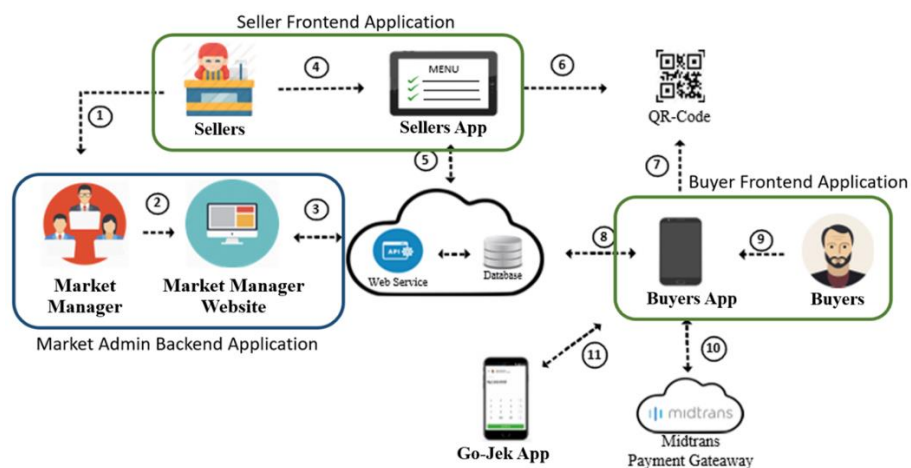 Seller Frontend Application
4
6
MENU
1
Sellers
Sellers App
QR-Code
5
7
Buyer Frontend Application
2
3
8
9
API
Web Service
Database
Market
Manager
Market Manager
Website
Buyers App
Buyers
Market Admin Backend Application
11
10
midtrans
Go-Jek App
Midtrans
Payment Gateaway